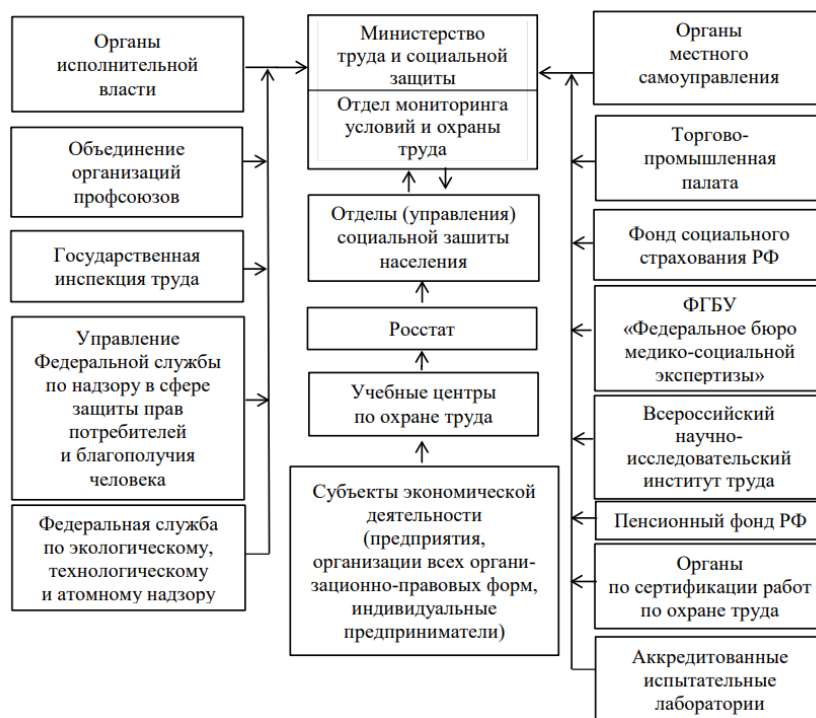 Органы
исполнительной
власти
Объединение
организаций
профсоюзов
Государственная
инспекция труда
Управление
Федеральной службы
по надзору в сфере
защиты прав
потребителей
и благополучия
человека
Федеральная служба
по экологическому,
технологическому
и атомному надзору
Министерство
труда и социальной
защиты
Отдел мониторинга
условий и охраны
труда
Отделы (управления)
социальной зашиты
населения
Росстат
Учебные центры
по охране труда
Субъекты экономической
деятельности
(предприятия,
организации всех органи-
зационно-правовых форм,
индивидуальные
предприниматели)
Органы
местного
самоуправления
Торгово-
промышленная
палата
Фонд социального
страхования РФ
ФГБУ
«Федеральное бюро
медико-социальной
экспертизы»
Всероссийский
научно-
исследовательский
институт труда
Пенсионный фонд РФ
Органы
по сертификации работ
по охране труда
Аккредитованные
испытательные
лаборатории